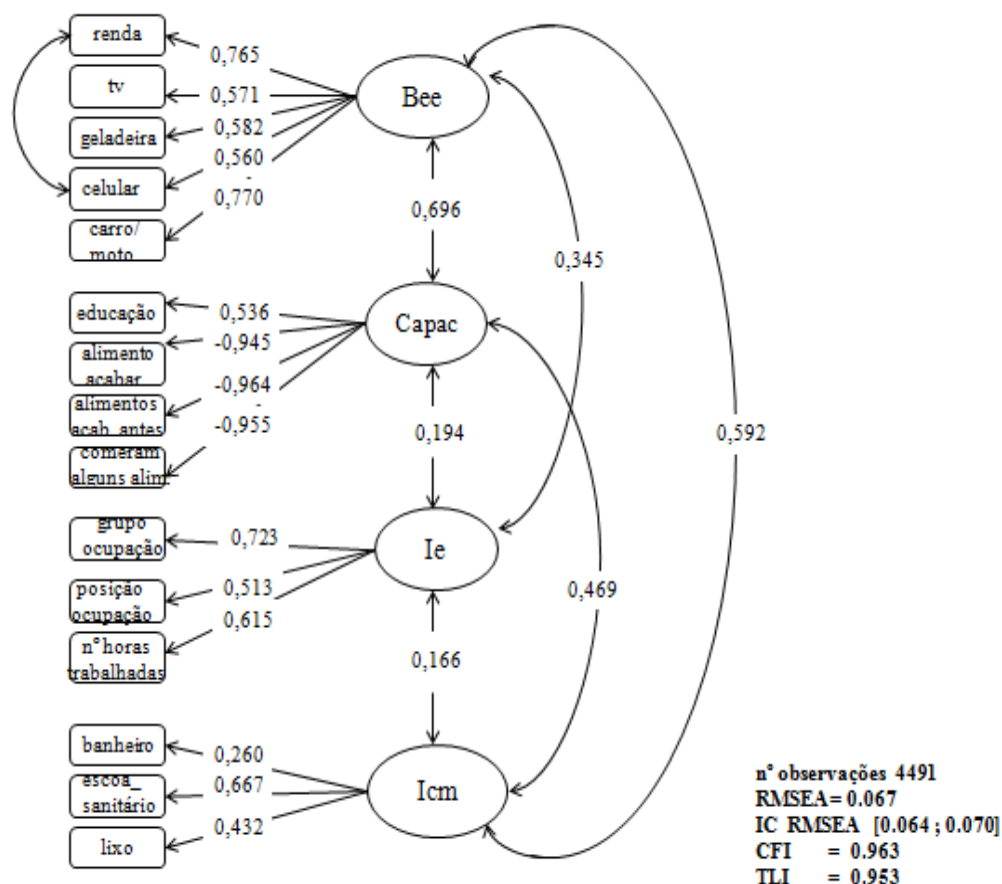 renda
0,765
tv
0,571
Bee
geladeira
0,582
celular
0,560
-
0,770
carro/
moto
0,696
0,345
educação
0,536
Capac
alimento
acabar
-0,945
alimentos
acab_antes
-0,964
-
-0,955
comeram
alguns alim
0,194
0,592
grupo
ocupação
0,723
Ie
posição
ocupação
0,513
0,469
n° horas
trabalhadas
0,615
0,166
banheiro
0,260
escoa_
sanitário
0,667
Icm
lixo
0,432
n° observações 4491
RMSEA= 0.067
IC RMSEA [0.064 ; 0.070]
CFI = 0.963
TLI = 0.953